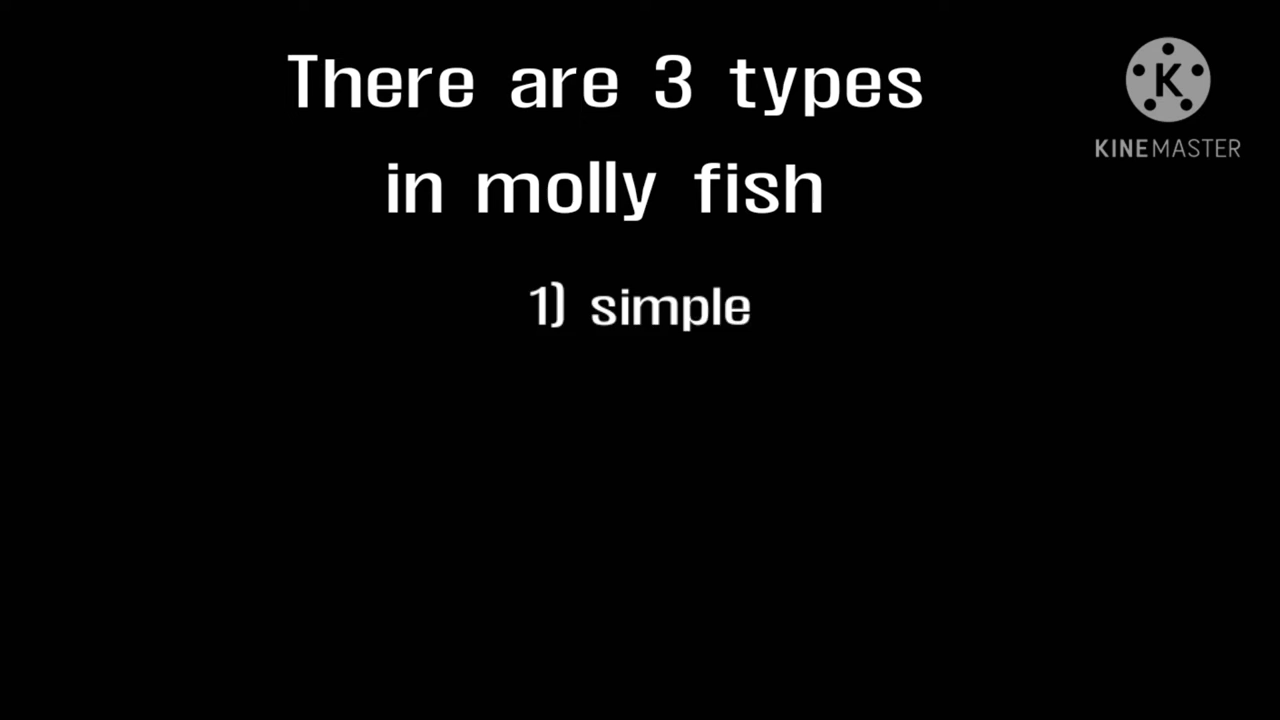 There are 3 types
in molly fish
1) simple
K
KINEMASTER